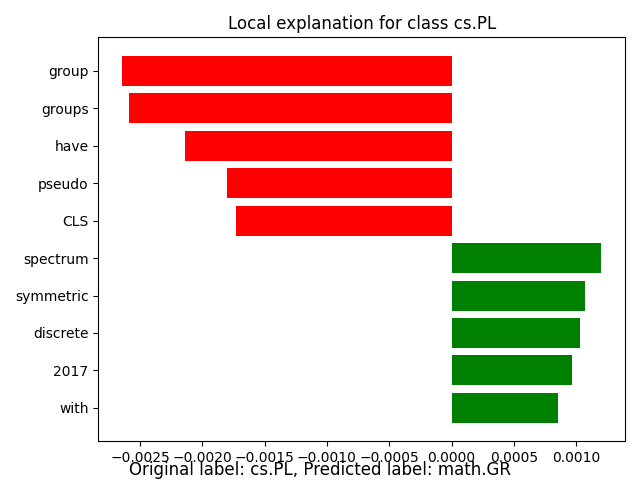 Local explanation for class cs.PL
group
groups
have
pseudo
CLS
spectrum
symmetric
discrete
2017
with
−0.0025 −0.0020 −0.0015 −0.0010 −0.0005 0.0000 0.0005 0.0010
Original label: cs.PL, Predicted label: math.GR